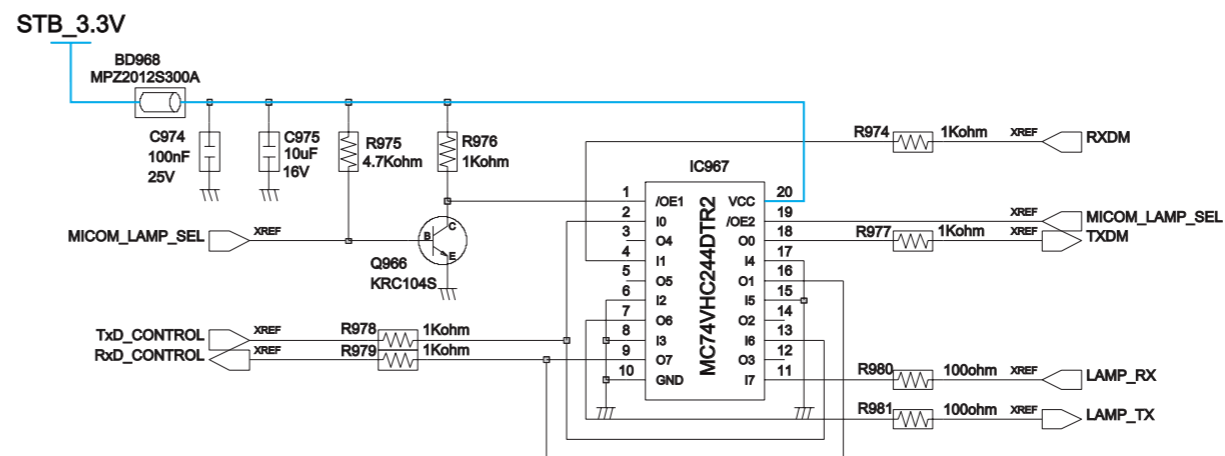 STB_3.3V
BD968
MPZ2012S300A
C974
100nF
25V
C975
10uF
16V
R975
4.7Kohm
R976
1Kohm
R974
1Kohm
XREF
RXDM
IC967
MC74VHC244DTR2
1
/OE1
2
I0
3
O4
4
I1
5
O5
6
I2
7
O6
8
I3
9
O7
10
GND
VCC
20
/OE2
19
O0
18
I4
17
O1
16
I5
15
O2
14
I6
13
O3
12
I7
11
XREF
MICOM_LAMP_SEL
R977
1Kohm
XREF
TXDM
MICOM_LAMP_SEL
XREF
B
C
E
Q966
KRC104S
TxD_CONTROL
XREF
R978
1Kohm
RxD_CONTROL
XREF
R979
1Kohm
R980
100ohm
XREF
LAMP_RX
R981
100ohm
XREF
LAMP_TX